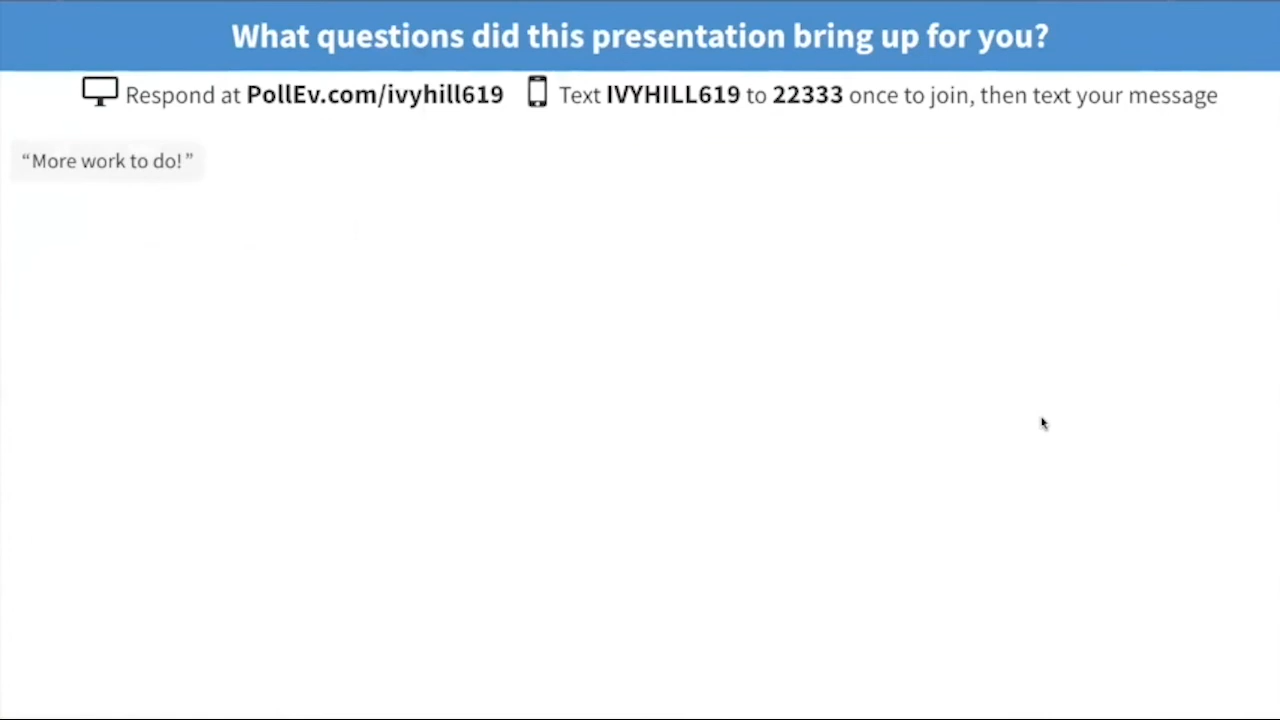 What questions did this presentation bring up for you?
Respond at PollEv.com/ivyhill619 Text IVYHILL619 to 22333 once to join, then text your message
“More work to do!”